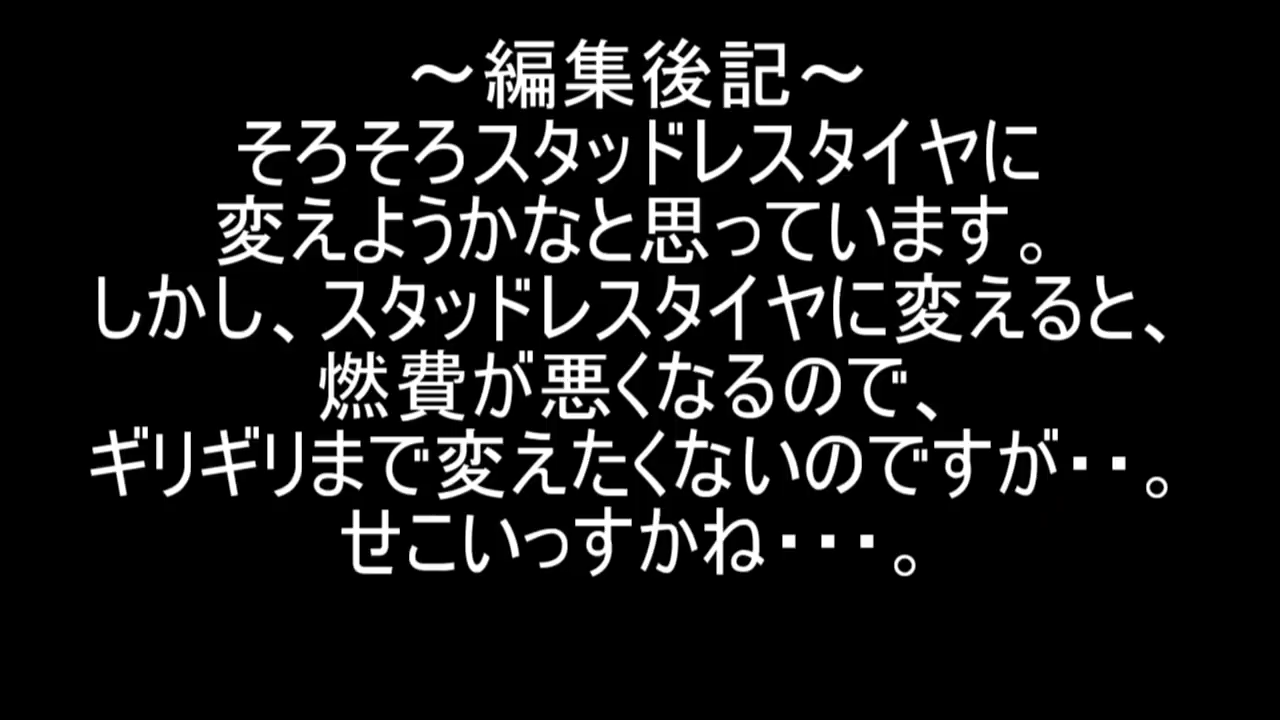 ～編集後記～
そろそろスタッドレスタイヤに
変えようかなと思っています。
しかし、スタッドレスタイヤに変えると、
燃費が悪くなるので、
ギリギリまで変えたくないのですが・・。
せこいっすかね・・・。